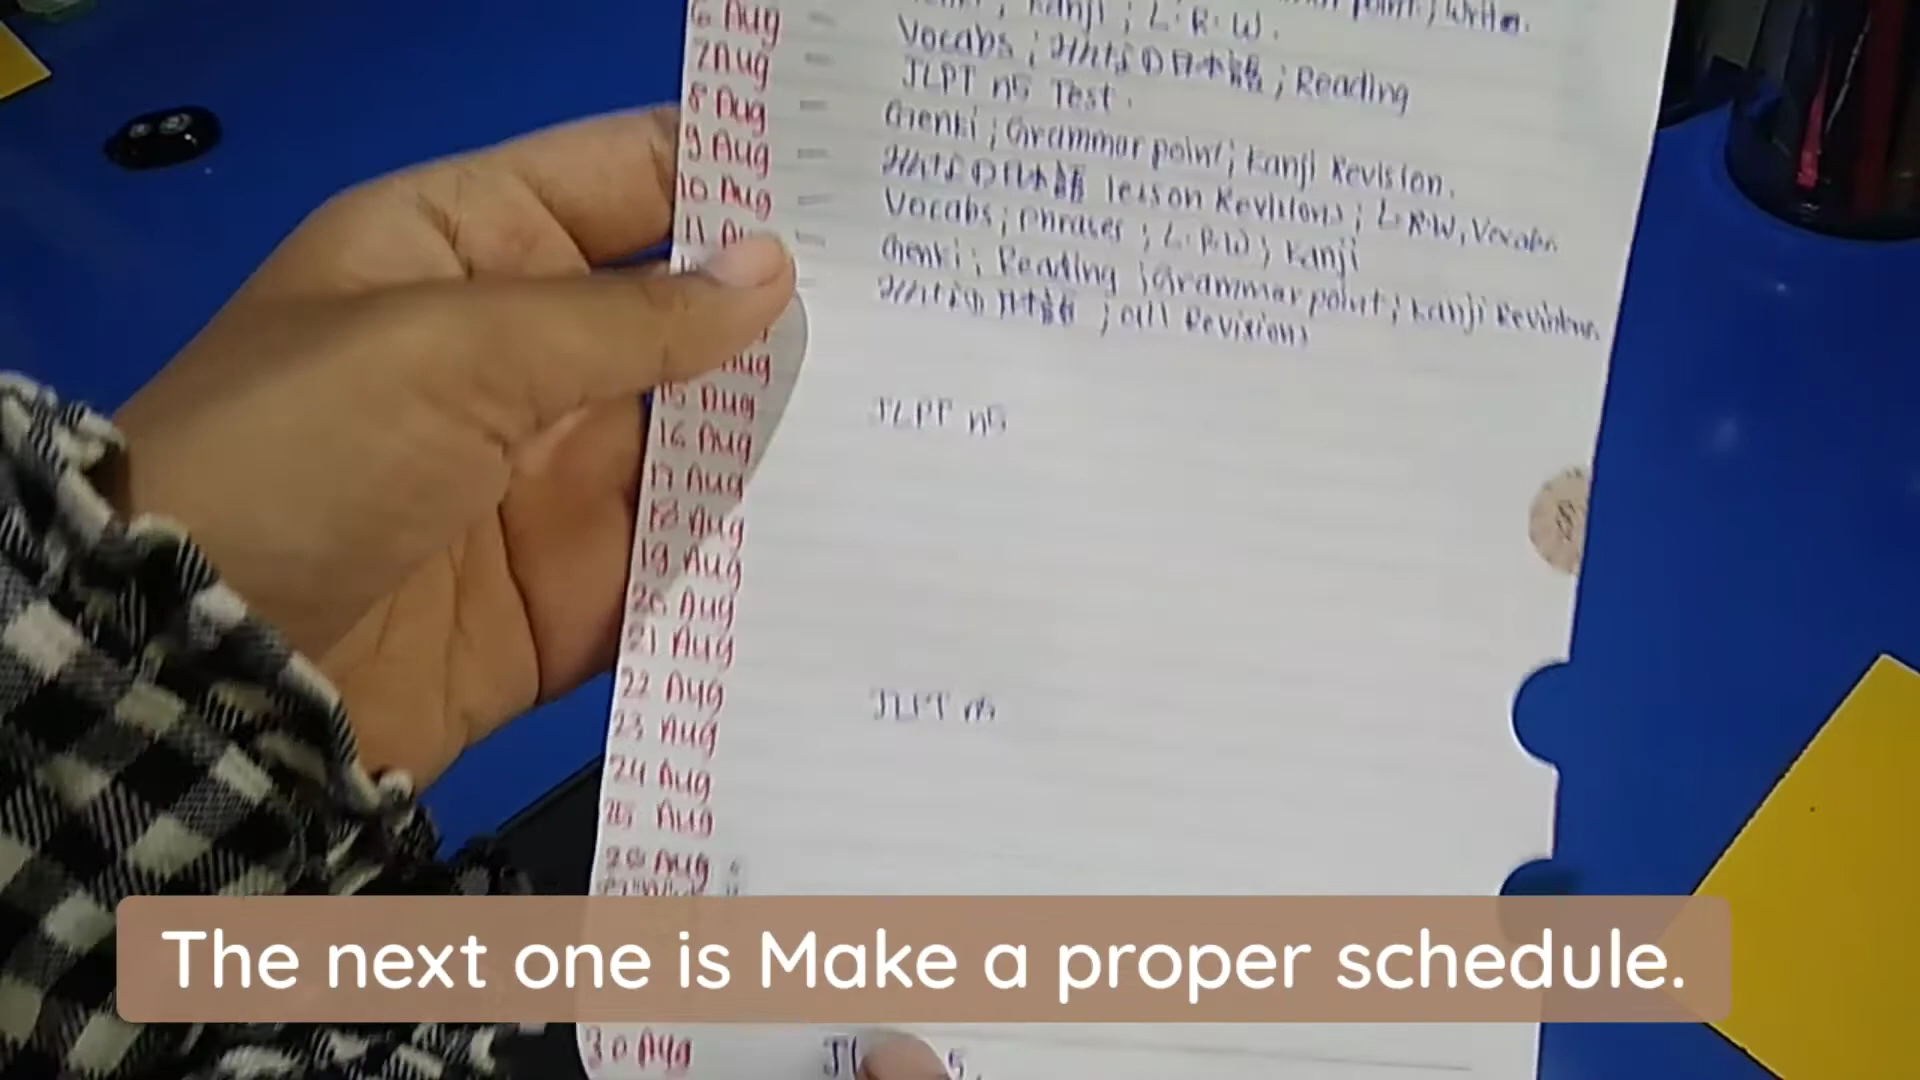 6 Aug – Kanji ; L·R·W.
7 Aug – Vocabs ; みんなの日本語 ; Reading
8 Aug – JLPT n5 Test.
9 Aug – Genki ; Grammar point ; Kanji Revision.
10 Aug – みんなの日本語 lesson Revisions ; L·R·W, Vocabs.
11 Aug – Vocabs ; phrases ; L·R·W ; Kanji
Genki ; Reading ; Grammar point ; Kanji Revisions.
みんなの日本語 ; all Revisions
Aug
15 Aug JLPT n5
16 Aug
17 Aug
18 Aug
19 Aug
20 Aug
21 Aug
22 Aug JLPT n5
23 Aug
24 Aug
25 Aug
26 Aug
The next one is Make a proper schedule.
30 Aug